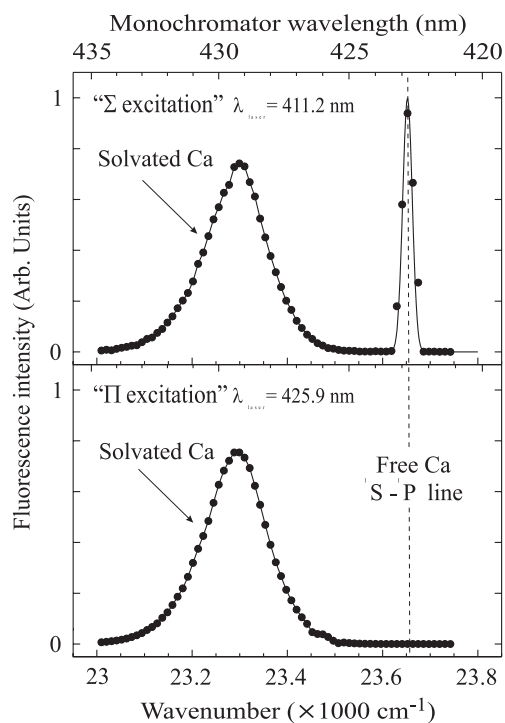 Monochromator wavelength (nm)
435 430 425 420
1
"Σ excitation" λ laser = 411.2 nm
Solvated Ca
0
1
"Π excitation" λ laser = 425.9 nm
Solvated Ca
Free Ca
¹S - ¹P line
0
23 23.2 23.4 23.6 23.8
Wavenumber (×1000 cm⁻¹)
Fluorescence intensity (Arb. Units)